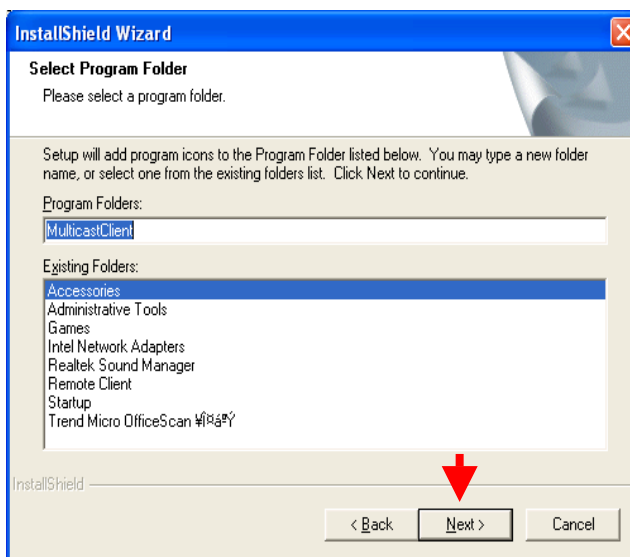 InstallShield Wizard
Select Program Folder
Please select a program folder.
Setup will add program icons to the Program Folder listed below. You may type a new folder
name, or select one from the existing folders list. Click Next to continue.
Program Folders:
MulticastClient
Existing Folders:
Accessories
Administrative Tools
Games
Intel Network Adapters
Realtek Sound Manager
Remote Client
Startup
Trend Micro OfficeScan ¥Î¤áºÝ
InstallShield
< Back
Next >
Cancel